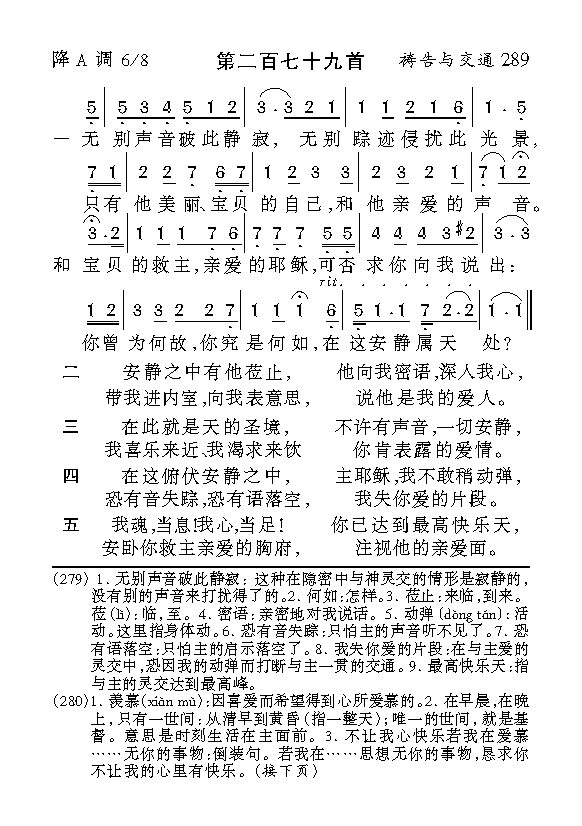 降 A 调 6/8 第二百七十九首 祷告与交通 289
5 | 5 3 4 5 1 2 | 3 · 3 2 1 | 1 1 2 1 6 | 1 · 5
一 无 别声音破此静 寂， 无别 踪迹侵扰此 光 景，
7 1 | 2 2 7 6 7 | 1 2 3 3 | 2 3 2 1 | 7 1 2
只有 他美丽、宝贝 的自己，和 他亲爱的 声 音。
3 · 2 | 1 1 1 7 6 | 7 7 7 5 5 | 4 4 4 3 #2 | 3 · 3
和 宝贝 的救主，亲爱 的耶稣，可否 求你向我说 出：
rit. . . . . . .
1 2 | 3 3 2 2 7 | 1 1 1 6 | 5 1 · 1 7 2 · 2 | 1 · 1
你曾 为何故，你究 是何如，在 这安静属天 处？
二 安静之中有他莅止， 他向我密语，深入我心，
带我进内室，向我表意思， 说他是我的爱人。
三 在此就是天的圣境， 不许有声音，一切安静，
我喜乐来近、我渴求来饮 你肯表露的爱情。
四 在这俯伏安静之中， 主耶稣，我不敢稍动弹，
恐有音失踪，恐有语落空， 我失你爱的片段。
五 我魂，当息！我心，当足！ 你已达到最高快乐天，
安卧你救主亲爱的胸府， 注视他的亲爱面。
(279) 1. 无别声音破此静寂：这种在隐密中与神灵交的情形是寂静的，
没有别的声音来打扰得了的。2. 何如：怎样。3. 莅止：来临，到来。
莅（lì）：临，至。 4. 密语：亲密地对我说话。 5. 动弹（dòng tán）：活
动。这里指身体动。6. 恐有音失踪：只怕主的声音听不见了。7. 恐
有语落空：只怕主的启示落空了。8. 我失你爱的片段：在与主爱的
灵交中，恐因我的动弹而打断与主一贯的交通。9. 最高快乐天：指
与主的灵交达到最高峰。
(280)1. 羡慕（xiàn mù）：因喜爱而希望得到心所爱慕的。2. 在早晨，在晚
上，只有一世间：从清早到黄昏（指一整天）；唯一的世间，就是基
督。意思是时刻生活在主面前。 3. 不让我心快乐若我在爱慕
……无你的事物：倒装句。若我在……思想无你的事物，恳求你
不让我的心里有快乐。（接下页）